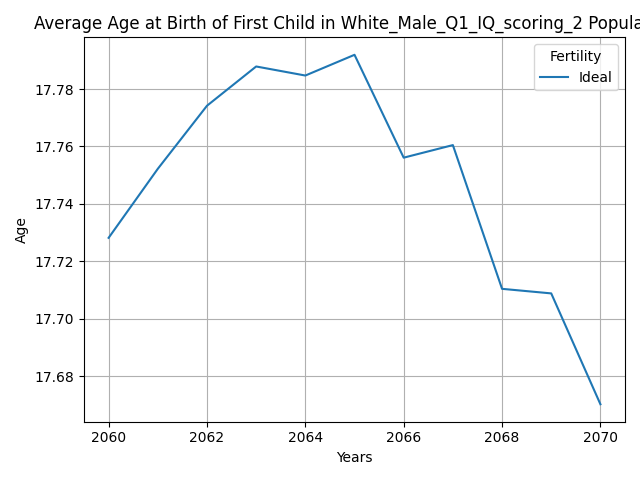 Average Age at Birth of First Child in White_Male_Q1_IQ_scoring_2
Fertility
Ideal
17.78
17.76
17.74
17.72
17.70
17.68
Age
2060 2062 2064 2066 2068 2070
Years